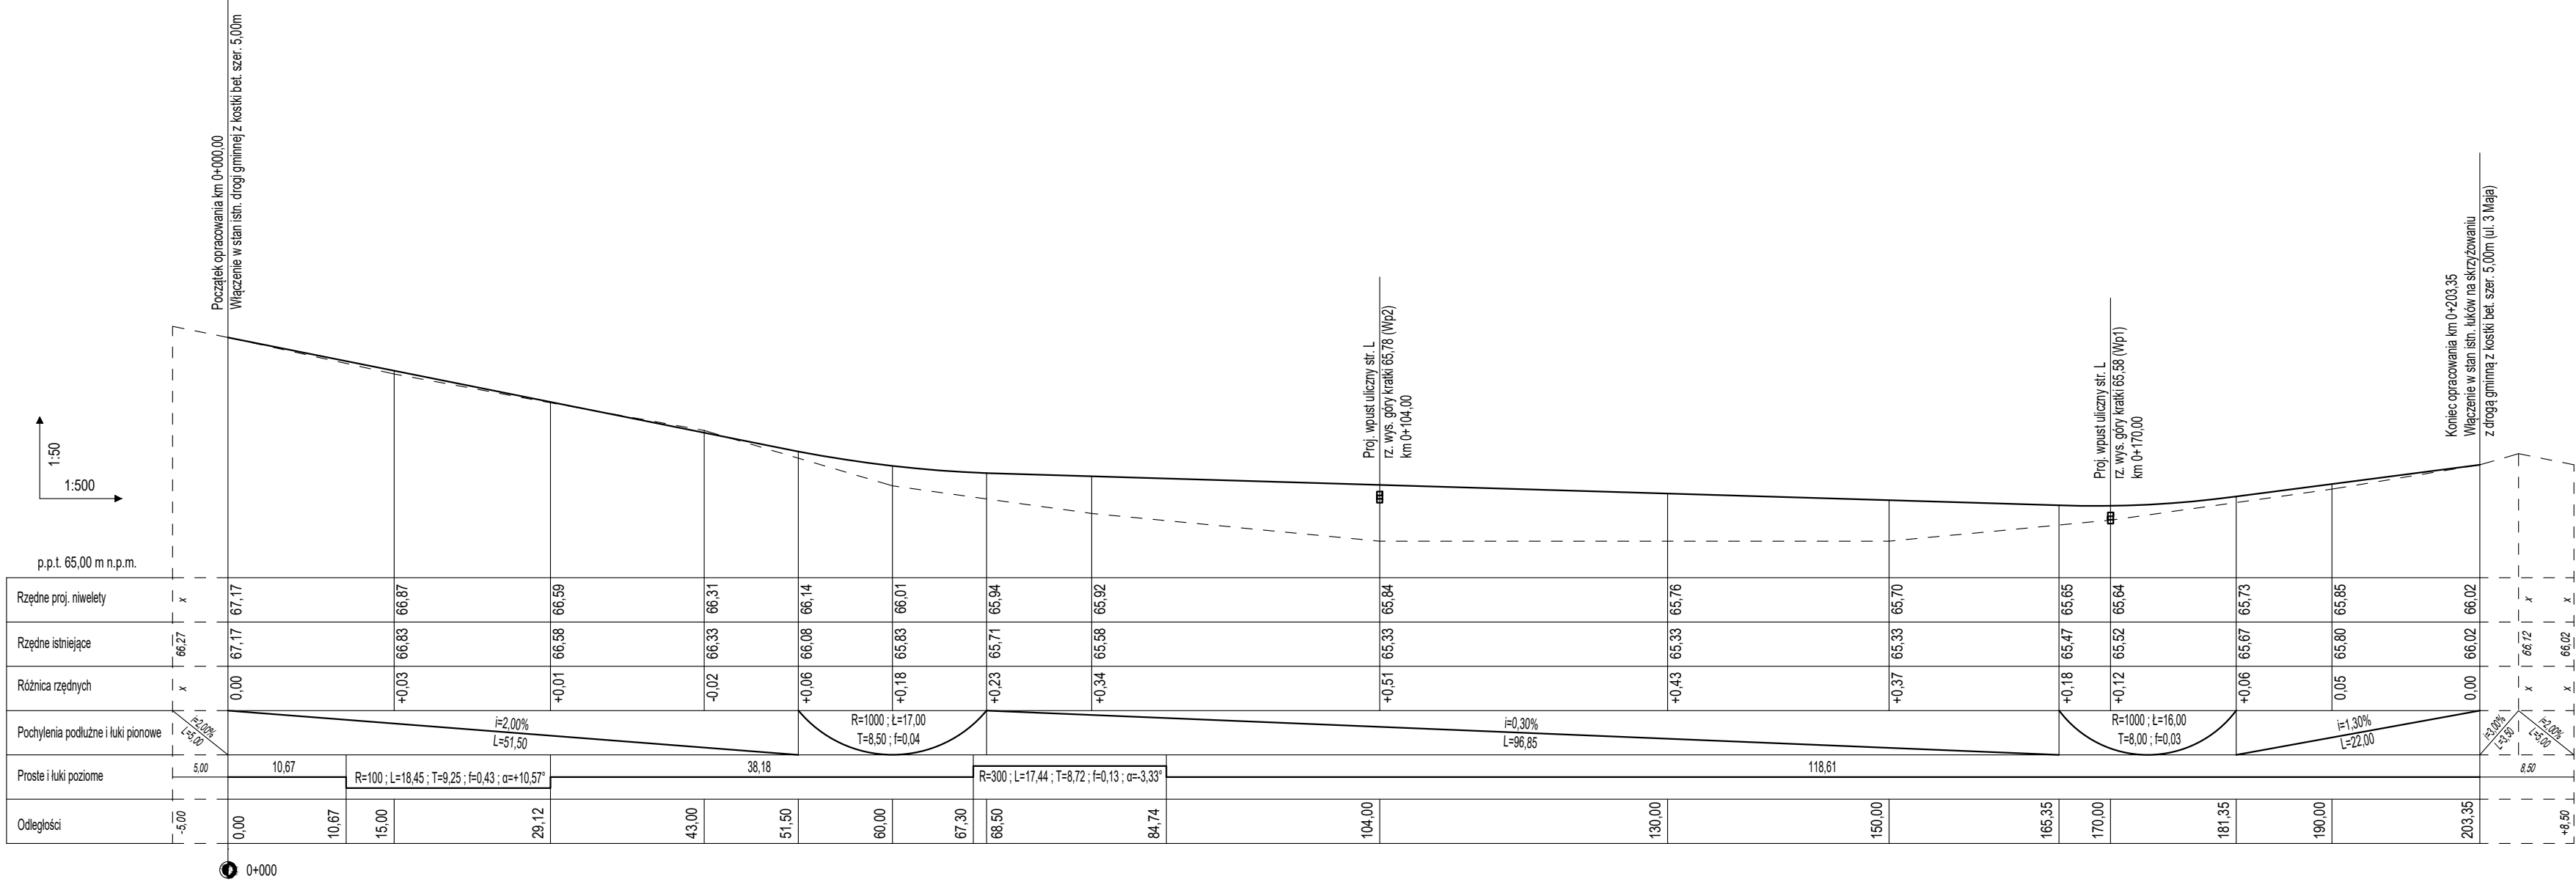 Początek opracowania km 0+000,00
Włączenie w stan istn. drogi gminnej z kostki bet. szer. 5,00m
Proj. wpust uliczny str. L
rz. wys. góry kratki 65,78 (Wp2)
km 0+104,00
Proj. wpust uliczny str. L
rz. wys. góry kratki 65,58 (Wp1)
km 0+170,00
Koniec opracowania km 0+203,35
Włączenie w stan istn. łuków na skrzyżowaniu
z drogą gminną z kostki bet. szer. 5,00m (ul. 3 Maja)
1:50
1:500
p.p.t. 65,00 m n.p.m.
Rzędne proj. niwelety x 67,17 66,87 66,59 66,31 66,14 66,01 65,94 65,92 65,84 65,76 65,70 65,65 65,64 65,73 65,85 66,02 x x
Rzędne istniejące 66,27 67,17 66,83 66,58 66,33 66,08 65,83 65,71 65,58 65,33 65,33 65,33 65,47 65,52 65,67 65,80 66,02 66,12 66,02
Różnica rzędnych x 0,00 +0,03 +0,01 -0,02 +0,06 +0,18 +0,23 +0,34 +0,51 +0,43 +0,37 +0,18 +0,12 +0,06 0,05 0,00 x x
Pochylenia podłużne i łuki pionowe
i=2,00%
L=5,00
i=2,00%
L=51,50
R=1000 ; Ł=17,00
T=8,50 ; f=0,04
i=0,30%
L=96,85
R=1000 ; Ł=16,00
T=8,00 ; f=0,03
i=1,30%
L=22,00
i=3,00%
L=3,50
i=2,00%
L=5,00
Proste i łuki poziome 5,00 10,67 R=100 ; L=18,45 ; T=9,25 ; f=0,43 ; α=+10,57° 38,18 R=300 ; L=17,44 ; T=8,72 ; f=0,13 ; α=-3,33° 118,61 8,50
Odległości -5,00 0,00 10,67 15,00 29,12 43,00 51,50 60,00 67,30 68,50 84,74 104,00 130,00 150,00 165,35 170,00 181,35 190,00 203,35 +8,50
0+000